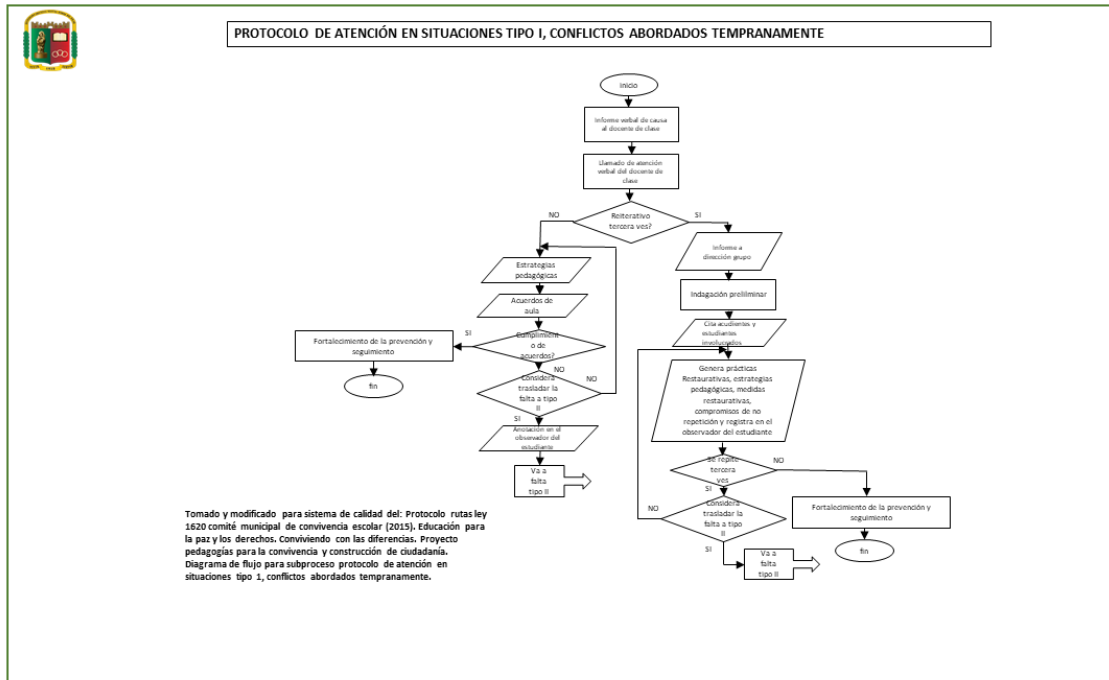 PROTOCOLO DE ATENCIÓN EN SITUACIONES TIPO I, CONFLICTOS ABORDADOS TEMPRANAMENTE
Inicio
Informe verbal de causa
al docente de clase
Llamado de atención
verbal del docente de
clase
Reiterativo
tercera ves?
NO
SI
Estrategias
pedagógicas
Acuerdos de
aula
Cumplimient
o de
acuerdos?
SI
NO
Fortalecimiento de la prevención y
seguimiento
fin
Considera
trasladar la
falta a tipo
II
NO
SI
Anotación en el
observador del
estudiante
Va a
falta
tipo II
Informe a
dirección grupo
Indagación prelilminar
Cita acudientes y
estudiantes
involucrados
Genera prácticas
Restaurativas, estrategias
pedagógicas, medidas
restaurativas,
compromisos de no
repetición y registra en el
observador del estudiante
Se repite
tercera
ves
NO
SI
Fortalecimiento de la prevención y
seguimiento
fin
Considera
trasladar la
falta a tipo
II
NO
SI
Va a
falta
tipo II
Tomado y modificado para sistema de calidad del: Protocolo rutas ley
1620 comité municipal de convivencia escolar (2015). Educación para
la paz y los derechos. Conviviendo con las diferencias. Proyecto
pedagogías para la convivencia y construcción de ciudadanía.
Diagrama de flujo para subproceso protocolo de atención en
situaciones tipo 1, conflictos abordados tempranamente.